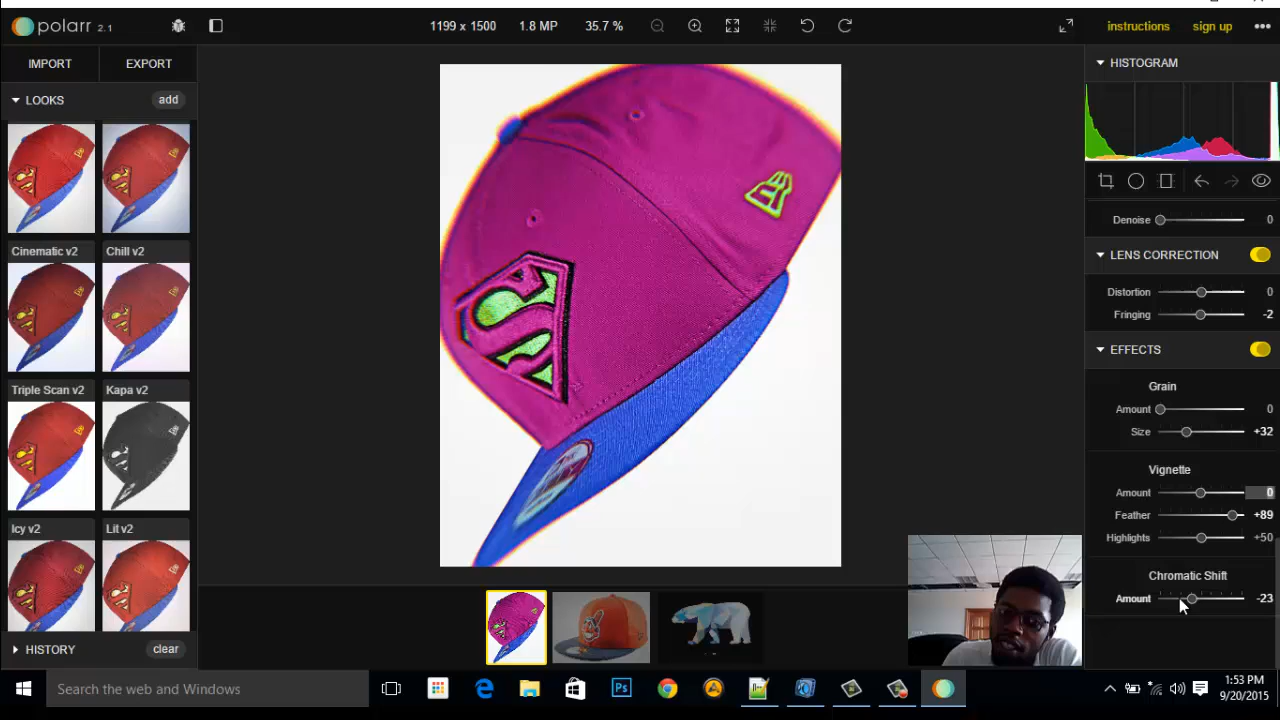 polarr 2.1
1199 x 1500
1.8 MP
35.7 %
instructions
sign up
IMPORT
EXPORT
LOOKS
add
Cinematic v2
Chill v2
Triple Scan v2
Kapa v2
Icy v2
Lit v2
HISTORY
clear
HISTOGRAM
Denoise 0
LENS CORRECTION
Distortion 0
Fringing -2
EFFECTS
Grain
Amount 0
Size +32
Vignette
Amount 0
Feather +89
Highlights +50
Chromatic Shift
Amount -23
Search the web and Windows
Ps
1:53 PM
9/20/2015